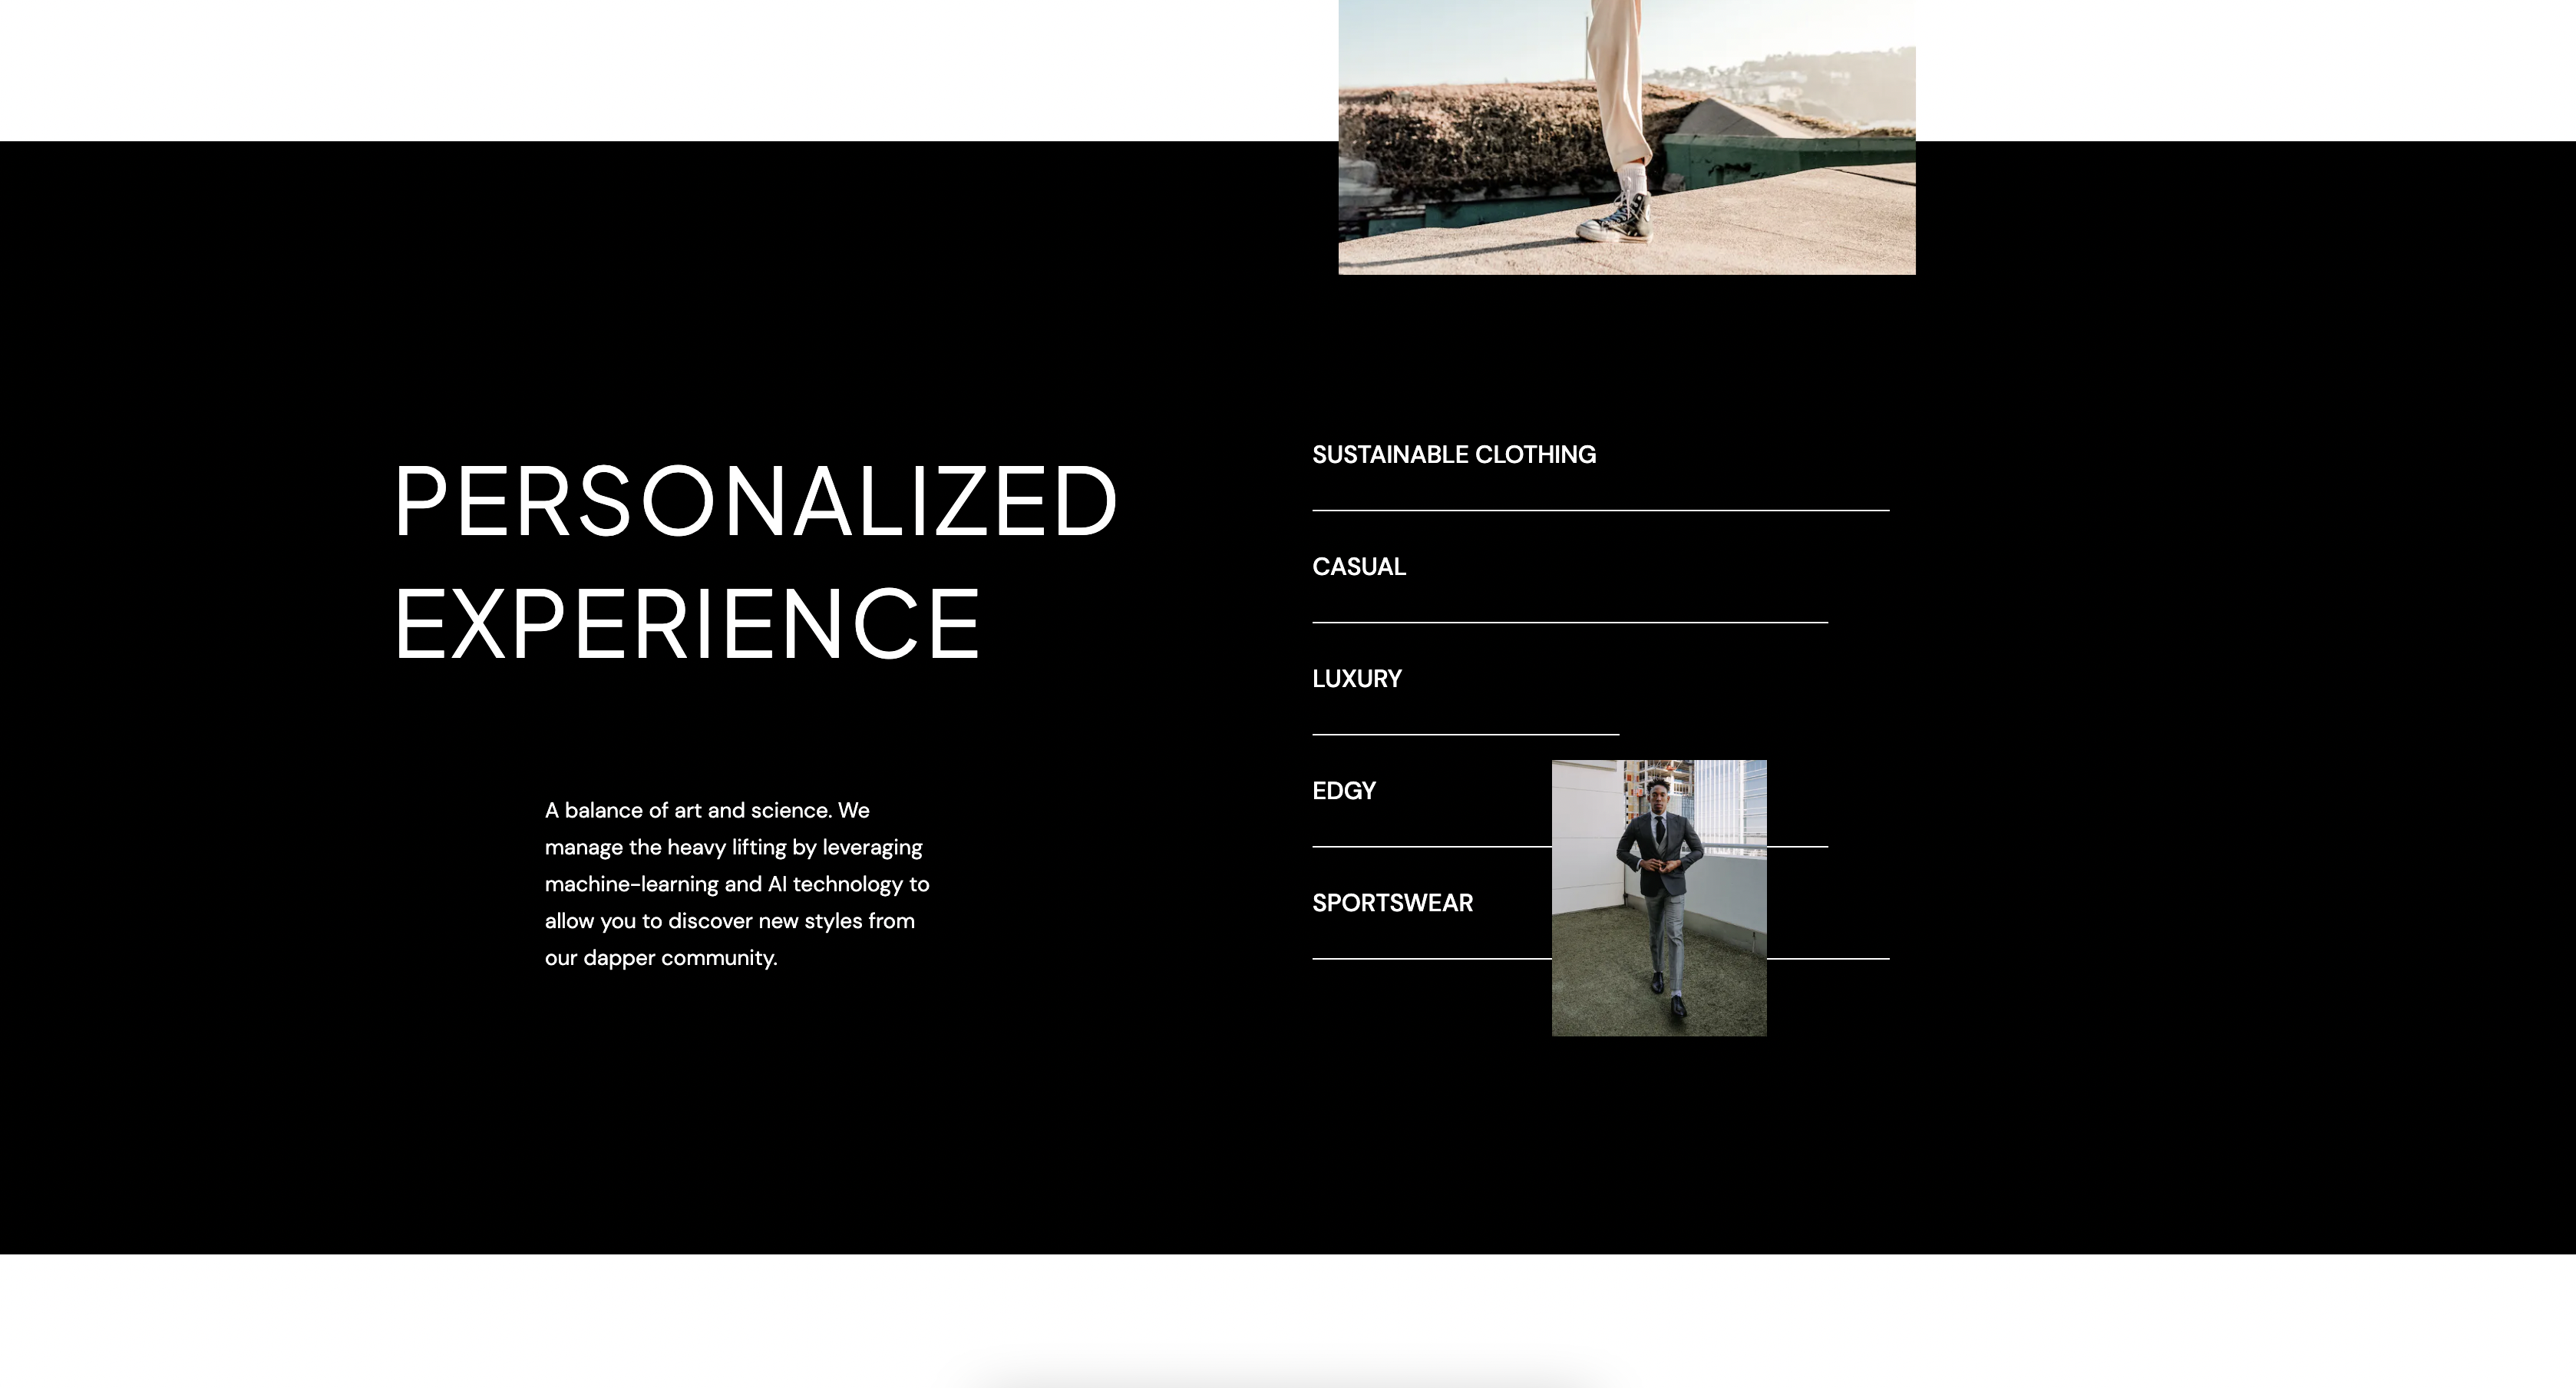 PERSONALIZED
EXPERIENCE
A balance of art and science. We
manage the heavy lifting by leveraging
machine-learning and AI technology to
allow you to discover new styles from
our dapper community.
SUSTAINABLE CLOTHING
CASUAL
LUXURY
EDGY
SPORTSWEAR